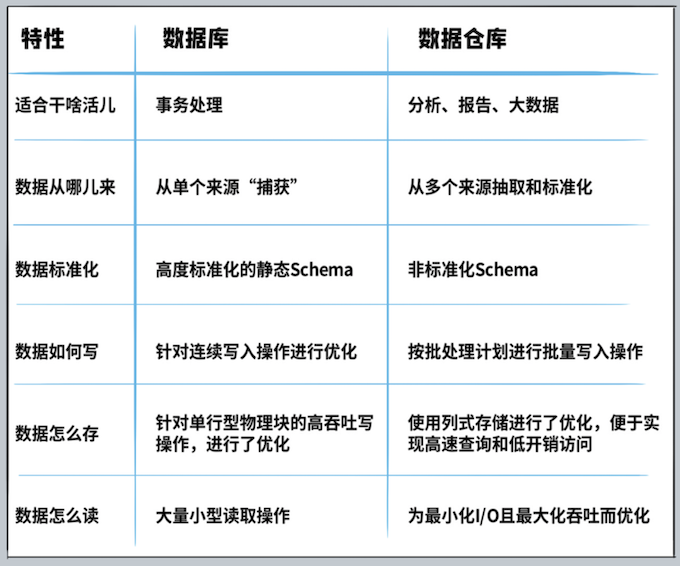 特性 数据库 数据仓库
适合干啥活儿 事务处理 分析、报告、大数据
数据从哪儿来 从单个来源“捕获” 从多个来源抽取和标准化
数据标准化 高度标准化的静态Schema 非标准化Schema
数据如何写 针对连续写入操作进行优化 按批处理计划进行批量写入操作
数据怎么存 针对单行型物理块的高吞吐写
操作，进行了优化 使用列式存储进行了优化，便于实
现高速查询和低开销访问
数据怎么读 大量小型读取操作 为最小化I/O且最大化吞吐而优化